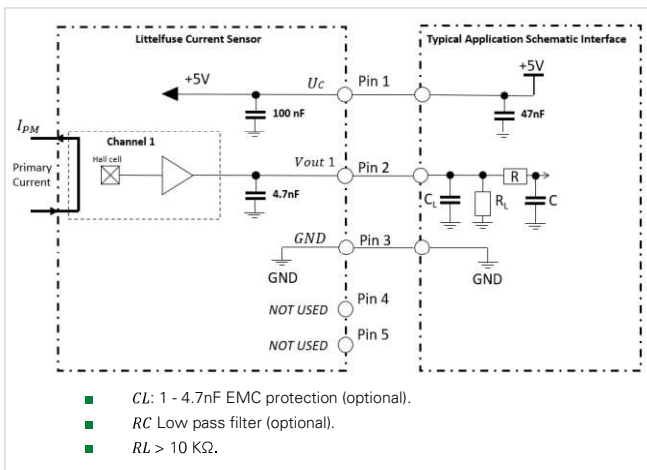 Littelfuse Current Sensor
Typical Application Schematic Interface
+5V
UC
Pin 1
+5V
100 nF
47nF
IPM
Channel 1
Hall cell
Primary
Current
Vout 1
Pin 2
4.7nF
R
CL
RL
C
GND
Pin 3
GND
GND
NOT USED
Pin 4
NOT USED
Pin 5
CL: 1 - 4.7nF EMC protection (optional).
RC Low pass filter (optional).
RL > 10 KΩ.